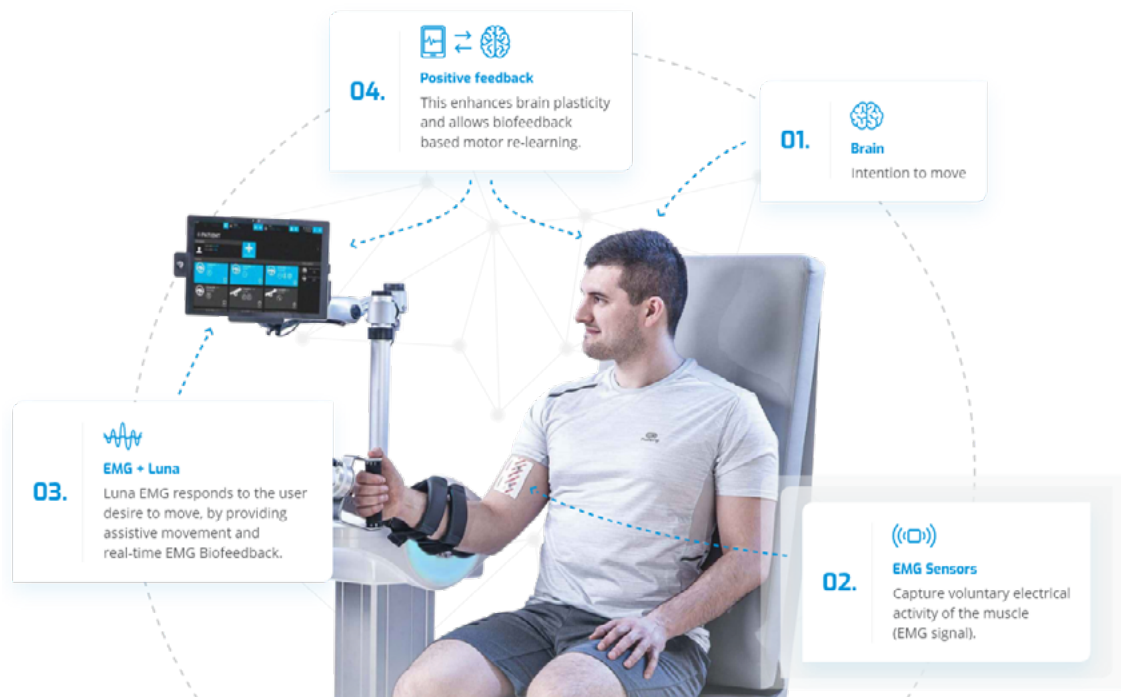 04.
Positive feedback
This enhances brain plasticity
and allows biofeedback
based motor re-learning.
01.
Brain
Intention to move
03.
EMG + Luna
Luna EMG responds to the user
desire to move, by providing
assistive movement and
real-time EMG Biofeedback.
02.
EMG Sensors
Capture voluntary electrical
activity of the muscle
(EMG signal).